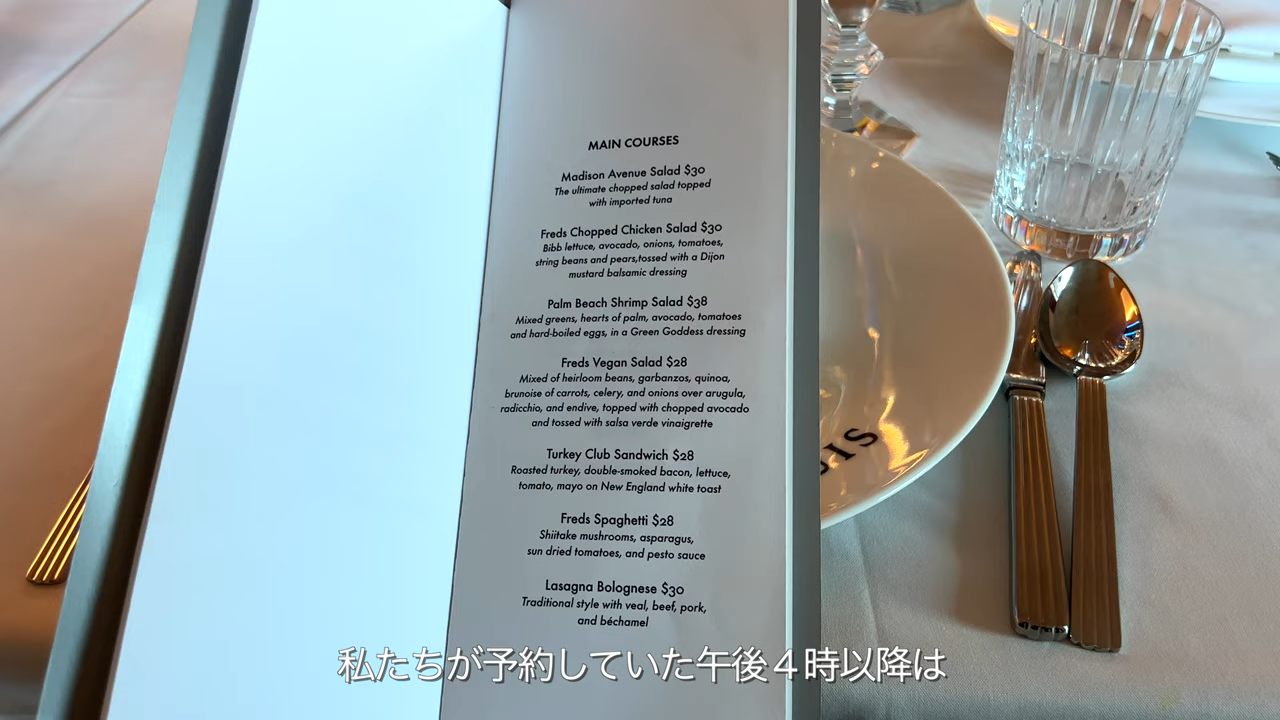 MAIN COURSES
Madison Avenue Salad $30
The ultimate chopped salad topped
with imported tuna
Freds Chopped Chicken Salad $30
Bibb lettuce, avocado, onions, tomatoes,
string beans and pears,tossed with a Dijon
mustard balsamic dressing
Palm Beach Shrimp Salad $38
Mixed greens, hearts of palm, avocado, tomatoes
and hard-boiled eggs, in a Green Goddess dressing
Freds Vegan Salad $28
Mixed of heirloom beans, garbanzos, quinoa,
brunoise of carrots, celery, and onions over arugula,
radicchio, and endive, topped with chopped avocado
and tossed with salsa verde vinaigrette
Turkey Club Sandwich $28
Roasted turkey, double-smoked bacon, lettuce,
tomato, mayo on New England white toast
Freds Spaghetti $28
Shiitake mushrooms, asparagus,
sun dried tomatoes, and pesto sauce
Lasagna Bolognese $30
Traditional style with veal, beef, pork,
and béchamel
私たちが予約していた午後４時以降は